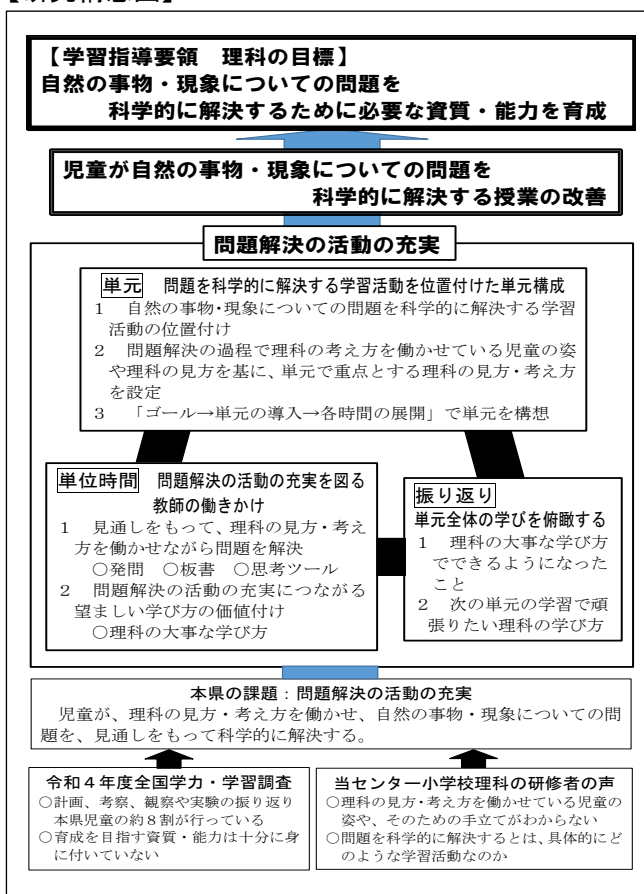 【学習指導要領　理科の目標】
自然の事物・現象についての問題を
科学的に解決するために必要な資質・能力を育成
児童が自然の事物・現象についての問題を
科学的に解決する授業の改善
問題解決の活動の充実
単元　問題を科学的に解決する学習活動を位置付けた単元構成
１　自然の事物・現象についての問題を科学的に解決する学習
活動の位置付け
２　問題解決の過程で理科の考え方を働かせている児童の姿
や理科の見方を基に、単元で重点とする理科の見方・考え方
を設定
３　「ゴール→単元の導入→各時間の展開」で単元を構想
単位時間　問題解決の活動の充実を図る
教師の働きかけ
１　見通しをもって、理科の見方・考え
方を働かせながら問題を解決
○発問　○板書　○思考ツール
２　問題解決の活動の充実につながる
望ましい学び方の価値付け
○理科の大事な学び方
振り返り
単元全体の学びを俯瞰する
１　理科の大事な学び方
でできるようになった
こと
２　次の単元の学習で頑
張りたい理科の学び方
本県の課題：問題解決の活動の充実
児童が、理科の見方・考え方を働かせ、自然の事物・現象についての問
題を、見通しをもって科学的に解決する。
令和４年度全国学力・学習調査
○計画、考察、観察や実験の振り返り
本県児童の約８割が行っている
○育成を目指す資質・能力は十分に身
に付いていない
当センター小学校理科の研修者の声
○理科の見方・考え方を働かせている児童の
姿や、そのための手立てがわからない
○問題を科学的に解決するとは、具体的にど
のような学習活動なのか